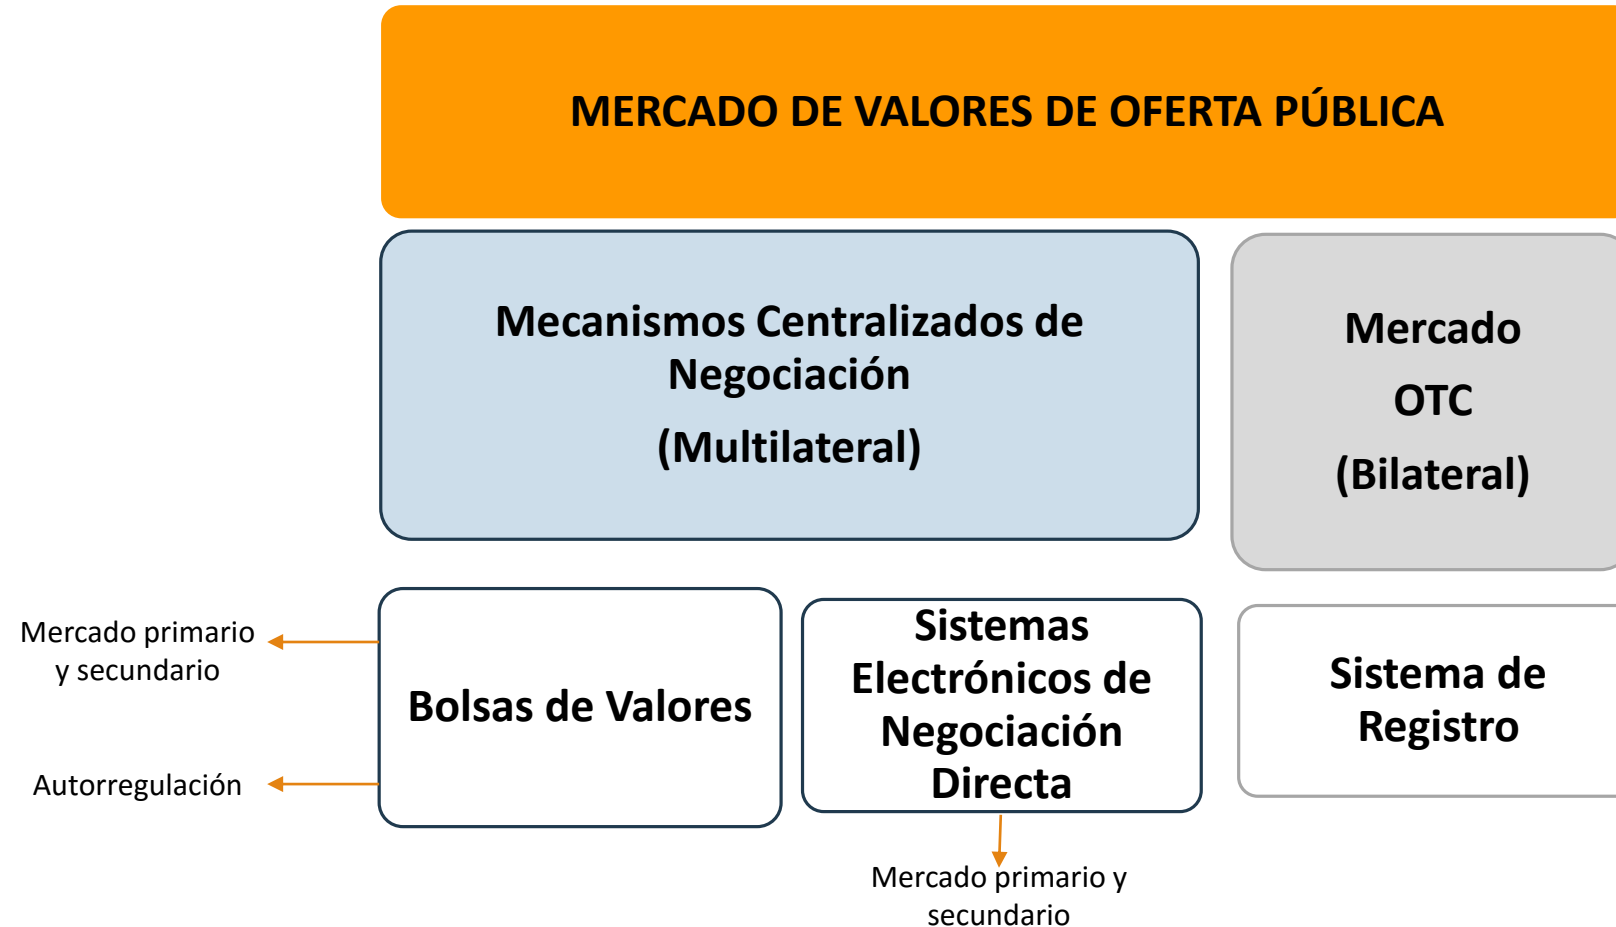 MERCADO DE VALORES DE OFERTA PÚBLICA
Mecanismos Centralizados de
Negociación
(Multilateral)
Mercado
OTC
(Bilateral)
Mercado primario
y secundario
Autorregulación
Bolsas de Valores
Sistemas
Electrónicos de
Negociación
Directa
Sistema de
Registro
Mercado primario y
secundario